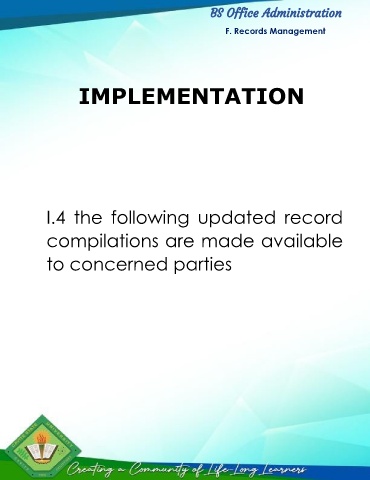 BS Office Administration
F. Records Management
IMPLEMENTATION
I.4 the following updated record
compilations are made available
to concerned parties
Creating a Community of Life-Long Learners